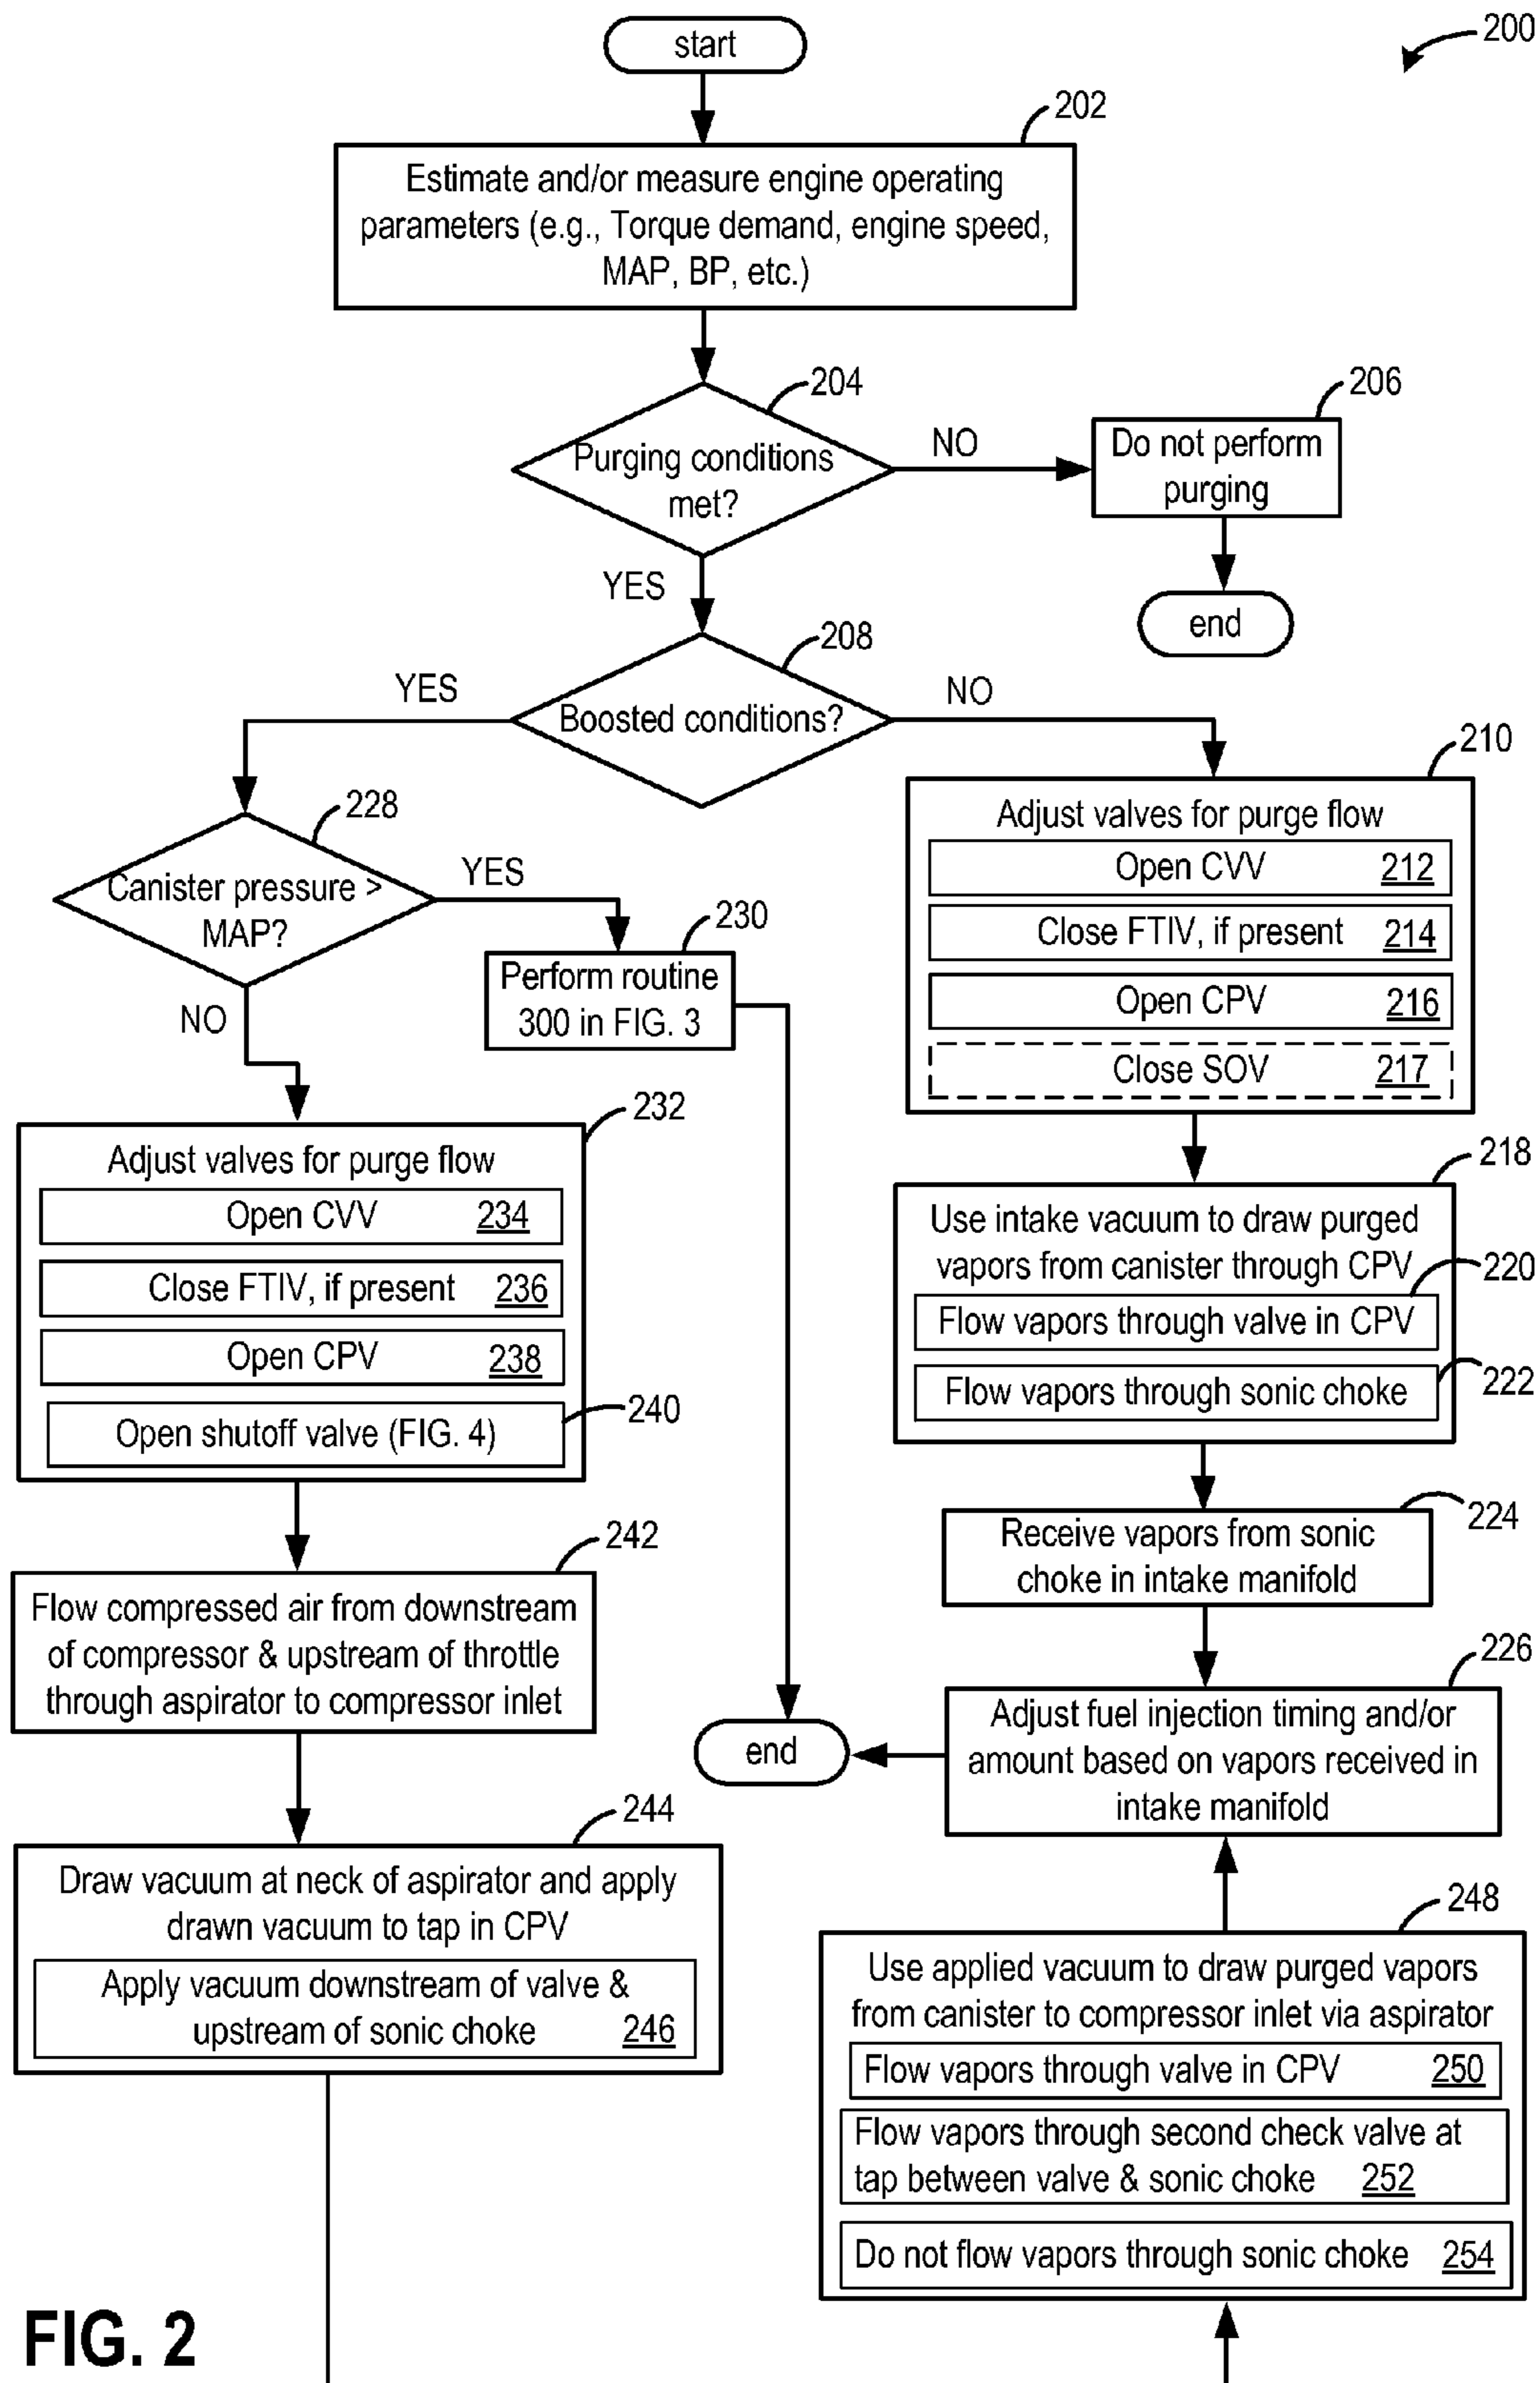 start
200
202
Estimate and/or measure engine operating
parameters (e.g., Torque demand, engine speed,
MAP, BP, etc.)
204
Purging conditions
met?
NO
206
Do not perform
purging
end
YES
208
Boosted conditions?
YES
NO
228
Canister pressure >
MAP?
YES
230
Perform routine
300 in FIG. 3
NO
210
Adjust valves for purge flow
Open CVV 212
Close FTIV, if present 214
Open CPV 216
Close SOV 217
232
Adjust valves for purge flow
Open CVV 234
Close FTIV, if present 236
Open CPV 238
240
Open shutoff valve (FIG. 4)
218
Use intake vacuum to draw purged
vapors from canister through CPV
220
Flow vapors through valve in CPV
222
Flow vapors through sonic choke
224
Receive vapors from sonic
choke in intake manifold
242
Flow compressed air from downstream
of compressor & upstream of throttle
through aspirator to compressor inlet
226
Adjust fuel injection timing and/or
amount based on vapors received in
intake manifold
end
244
Draw vacuum at neck of aspirator and apply
drawn vacuum to tap in CPV
Apply vacuum downstream of valve &
upstream of sonic choke 246
248
Use applied vacuum to draw purged vapors
from canister to compressor inlet via aspirator
Flow vapors through valve in CPV 250
Flow vapors through second check valve at
tap between valve & sonic choke 252
Do not flow vapors through sonic choke 254
FIG. 2